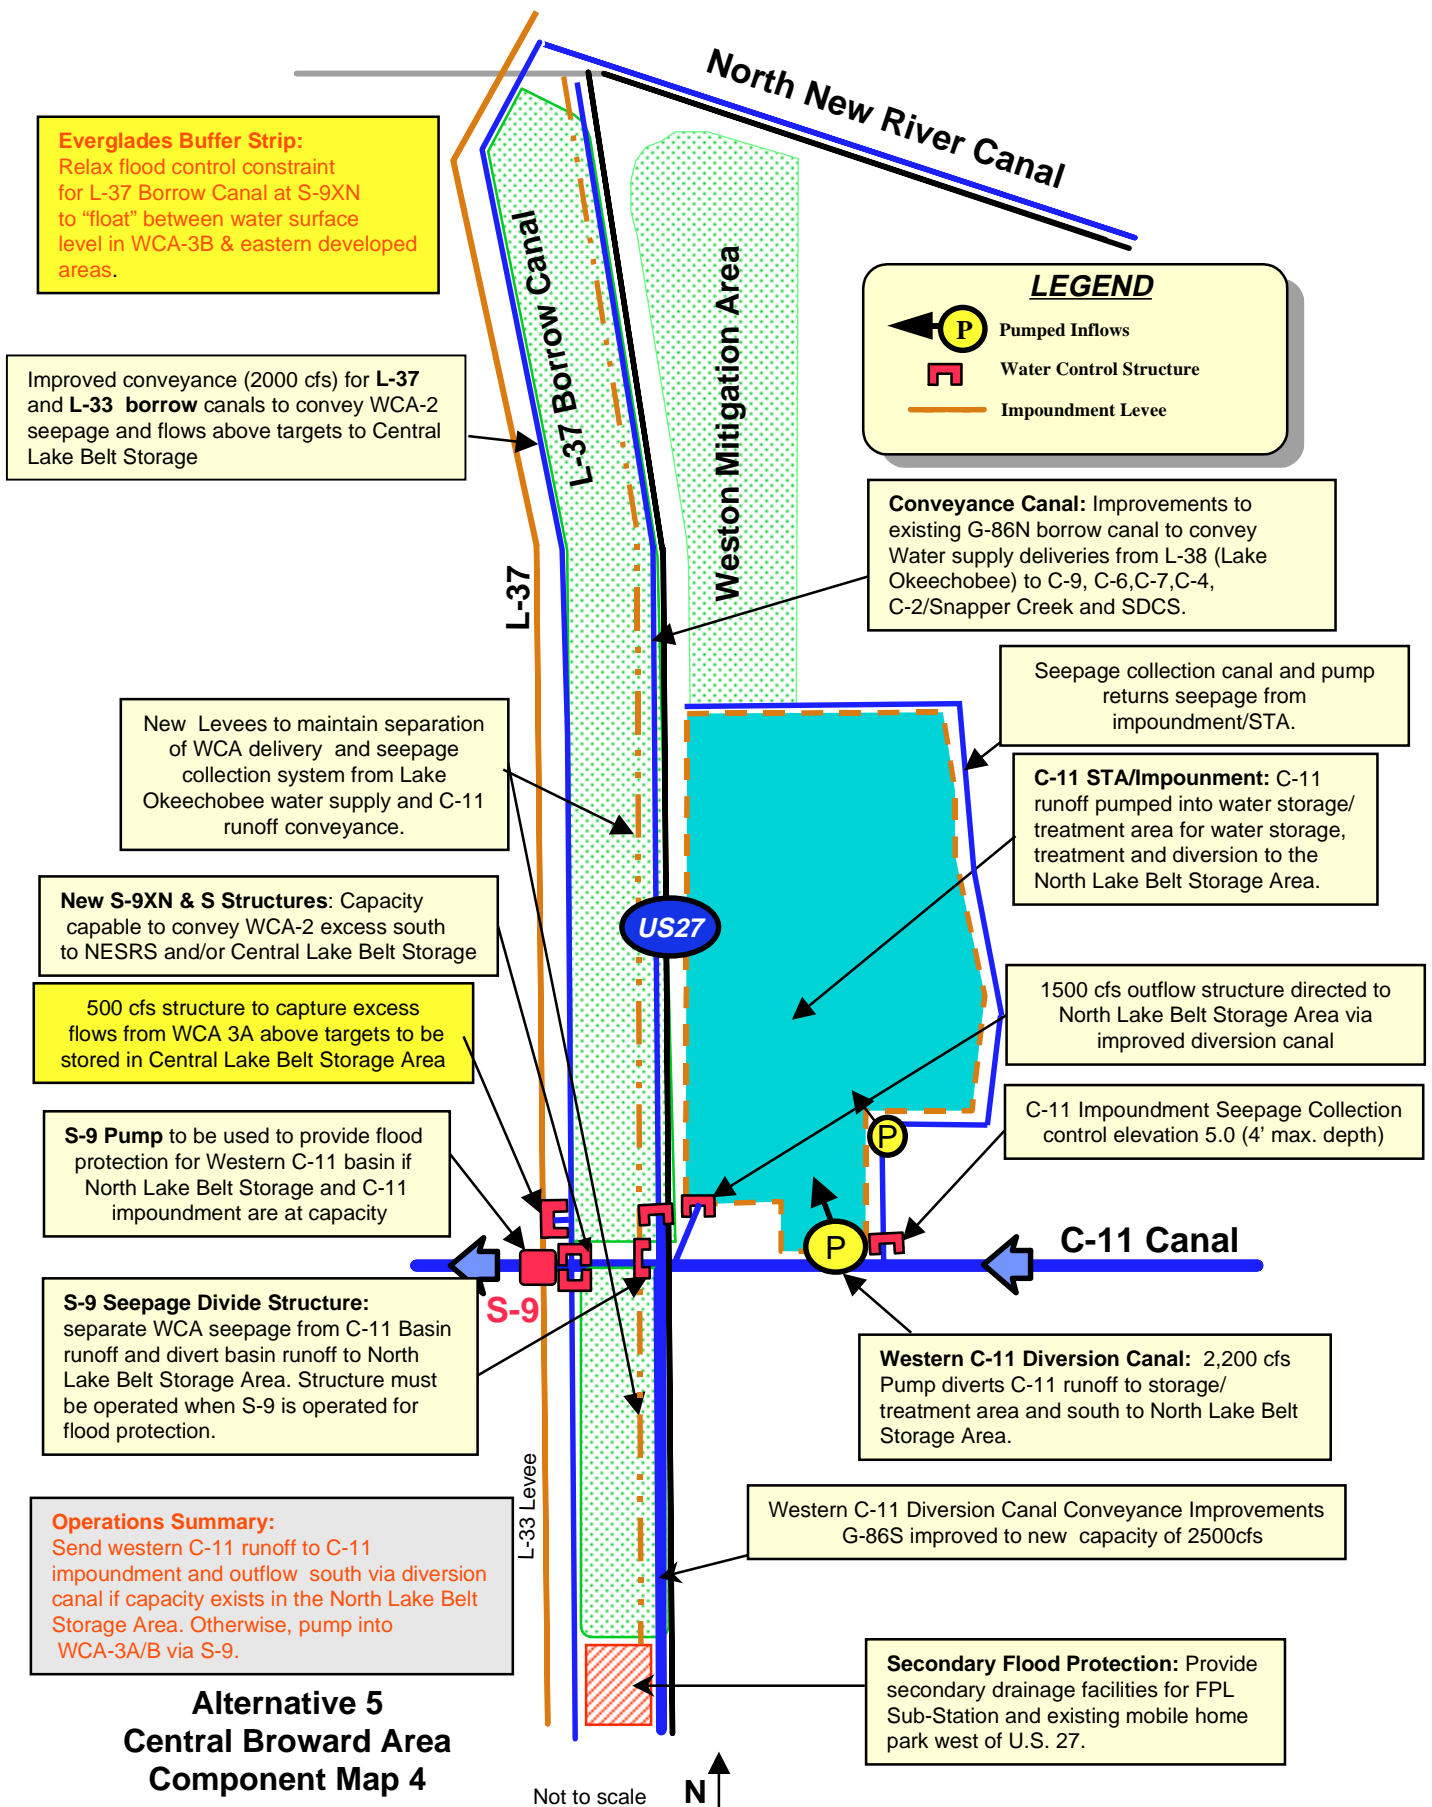 North New River Canal
Everglades Buffer Strip:
Relax flood control constraint
for L-37 Borrow Canal at S-9XN
to “float” between water surface
level in WCA-3B & eastern developed
areas.
LEGEND
P
Pumped Inflows
Water Control Structure
Impoundment Levee
L-37 Borrow Canal
Weston Mitigation Area
Improved conveyance (2000 cfs) for L-37
and L-33 borrow canals to convey WCA-2
seepage and flows above targets to Central
Lake Belt Storage
Conveyance Canal: Improvements to
existing G-86N borrow canal to convey
Water supply deliveries from L-38 (Lake
Okeechobee) to C-9, C-6,C-7,C-4,
C-2/Snapper Creek and SDCS.
L-37
Seepage collection canal and pump
returns seepage from
impoundment/STA.
New Levees to maintain separation
of WCA delivery and seepage
collection system from Lake
Okeechobee water supply and C-11
runoff conveyance.
C-11 STA/Impounment: C-11
runoff pumped into water storage/
treatment area for water storage,
treatment and diversion to the
North Lake Belt Storage Area.
New S-9XN & S Structures: Capacity
capable to convey WCA-2 excess south
to NESRS and/or Central Lake Belt Storage
US27
500 cfs structure to capture excess
flows from WCA 3A above targets to be
stored in Central Lake Belt Storage Area
1500 cfs outflow structure directed to
North Lake Belt Storage Area via
improved diversion canal
C-11 Impoundment Seepage Collection
control elevation 5.0 (4’ max. depth)
S-9 Pump to be used to provide flood
protection for Western C-11 basin if
North Lake Belt Storage and C-11
impoundment are at capacity
P
P
C-11 Canal
S-9
S-9 Seepage Divide Structure:
separate WCA seepage from C-11 Basin
runoff and divert basin runoff to North
Lake Belt Storage Area. Structure must
be operated when S-9 is operated for
flood protection.
Western C-11 Diversion Canal: 2,200 cfs
Pump diverts C-11 runoff to storage/
treatment area and south to North Lake Belt
Storage Area.
L-33 Levee
Operations Summary:
Send western C-11 runoff to C-11
impoundment and outflow south via diversion
canal if capacity exists in the North Lake Belt
Storage Area. Otherwise, pump into
WCA-3A/B via S-9.
Western C-11 Diversion Canal Conveyance Improvements
G-86S improved to new capacity of 2500cfs
Secondary Flood Protection: Provide
secondary drainage facilities for FPL
Sub-Station and existing mobile home
park west of U.S. 27.
Alternative 5
Central Broward Area
Component Map 4
Not to scale
N